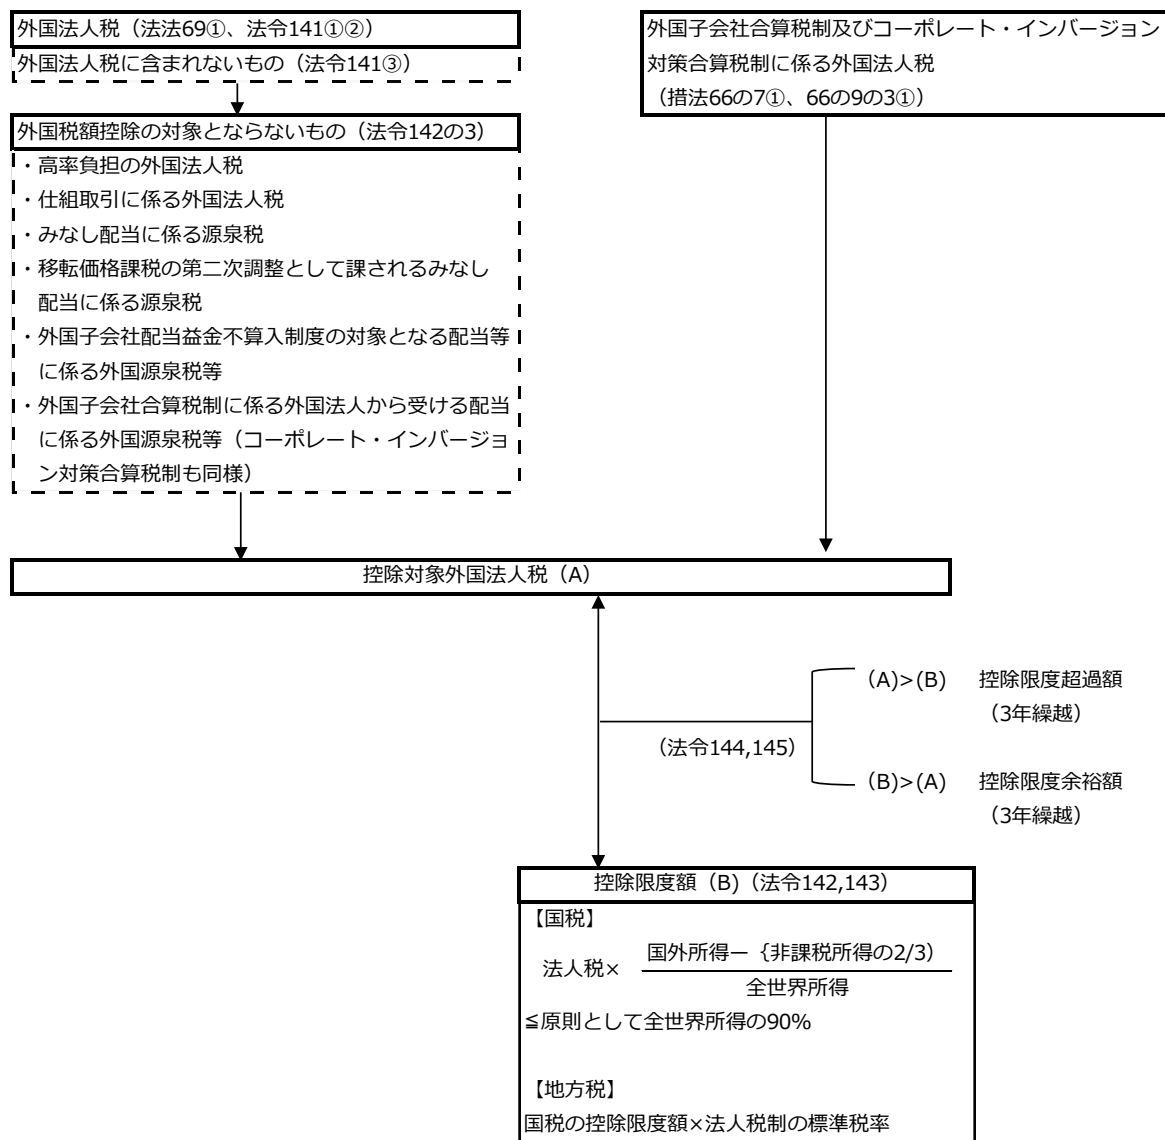 外国法人税（法法69①、法令141①②）
外国法人税に含まれないもの（法令141③）
外国税額控除の対象とならないもの（法令142の3）
・高率負担の外国法人税
・仕組取引に係る外国法人税
・みなし配当に係る源泉税
・移転価格課税の第二次調整として課されるみなし
配当に係る源泉税
・外国子会社配当益金不算入制度の対象となる配当等
に係る外国源泉税等
・外国子会社合算税制に係る外国法人から受ける配当
に係る外国源泉税等（コーポレート・インバージョ
ン対策合算税制も同様）
外国子会社合算税制及びコーポレート・インバージョン
対策合算税制に係る外国法人税
（措法66の7①、66の9の3①）
控除対象外国法人税（A）
（法令144,145）
（A)>(B） 控除限度超過額
（3年繰越）
（B)>(A） 控除限度余裕額
（3年繰越）
控除限度額（B)（法令142,143）
【国税】
法人税× 国外所得ー｛非課税所得の2/3）
全世界所得
≦原則として全世界所得の90%
【地方税】
国税の控除限度額×法人税制の標準税率